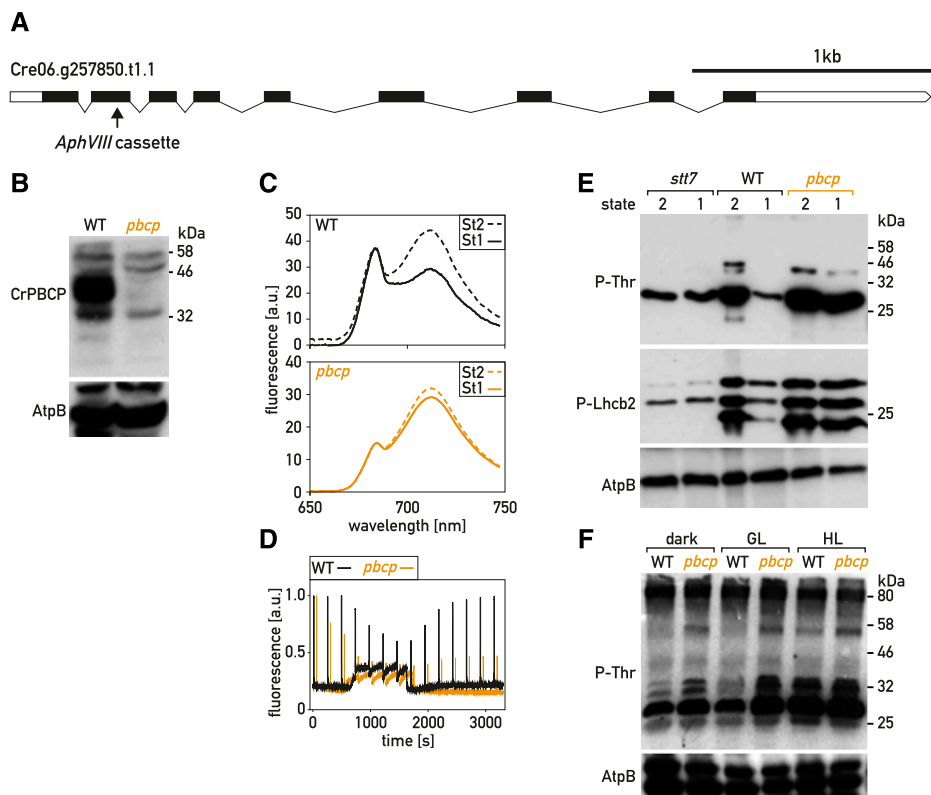 A
Cre06.g257850.t1.1
1kb
AphVIII cassette
B
WT pbcp
kDa
58
46
CrPBCP
32
AtpB
C
50
40
30
20
10
0
WT
St2
St1
fluorescence [a.u.]
40
30
20
10
0
pbcp
St2
St1
650 700 750
wavelength [nm]
D
WT pbcp
1.0
0.5
0
fluorescence [a.u.]
0 1000 2000 3000
time [s]
E
stt7 WT pbcp
state 2 1 2 1 2 1
kDa
58
46
P-Thr
32
25
P-Lhcb2
25
AtpB
F
dark GL HL
WT pbcp WT pbcp WT pbcp
kDa
80
58
46
P-Thr
32
25
AtpB